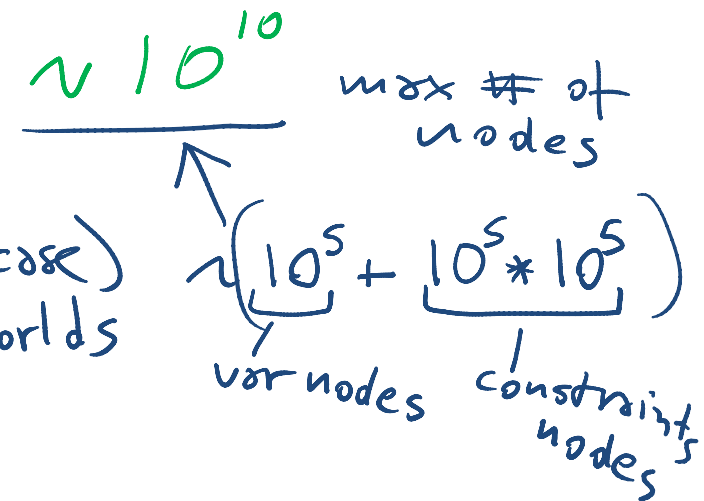 ~ 10^10
max # of
nodes
case)
orlds
~(10^5 + 10^5 * 10^5)
var nodes
constraints
nodes